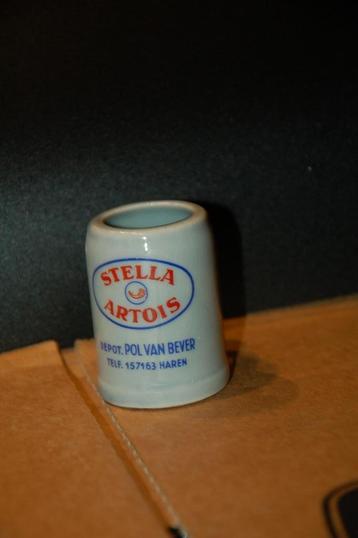 STELLA
ARTOIS
DEPOT. POL VAN BEVER
TELF. 157163 HAREN